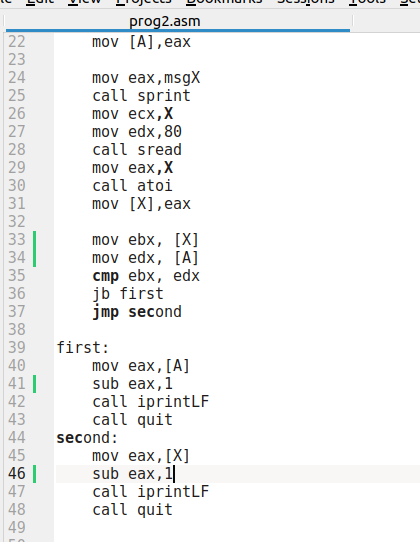 Edit View Projects Bookmarks Sessions Tools
prog2.asm
22 mov [A],eax
23
24 mov eax,msgX
25 call sprint
26 mov ecx,X
27 mov edx,80
28 call sread
29 mov eax,X
30 call atoi
31 mov [X],eax
32
33 mov ebx, [X]
34 mov edx, [A]
35 cmp ebx, edx
36 jb first
37 jmp second
38
39 first:
40 mov eax,[A]
41 sub eax,1
42 call iprintLF
43 call quit
44 second:
45 mov eax,[X]
46 sub eax,1
47 call iprintLF
48 call quit
49